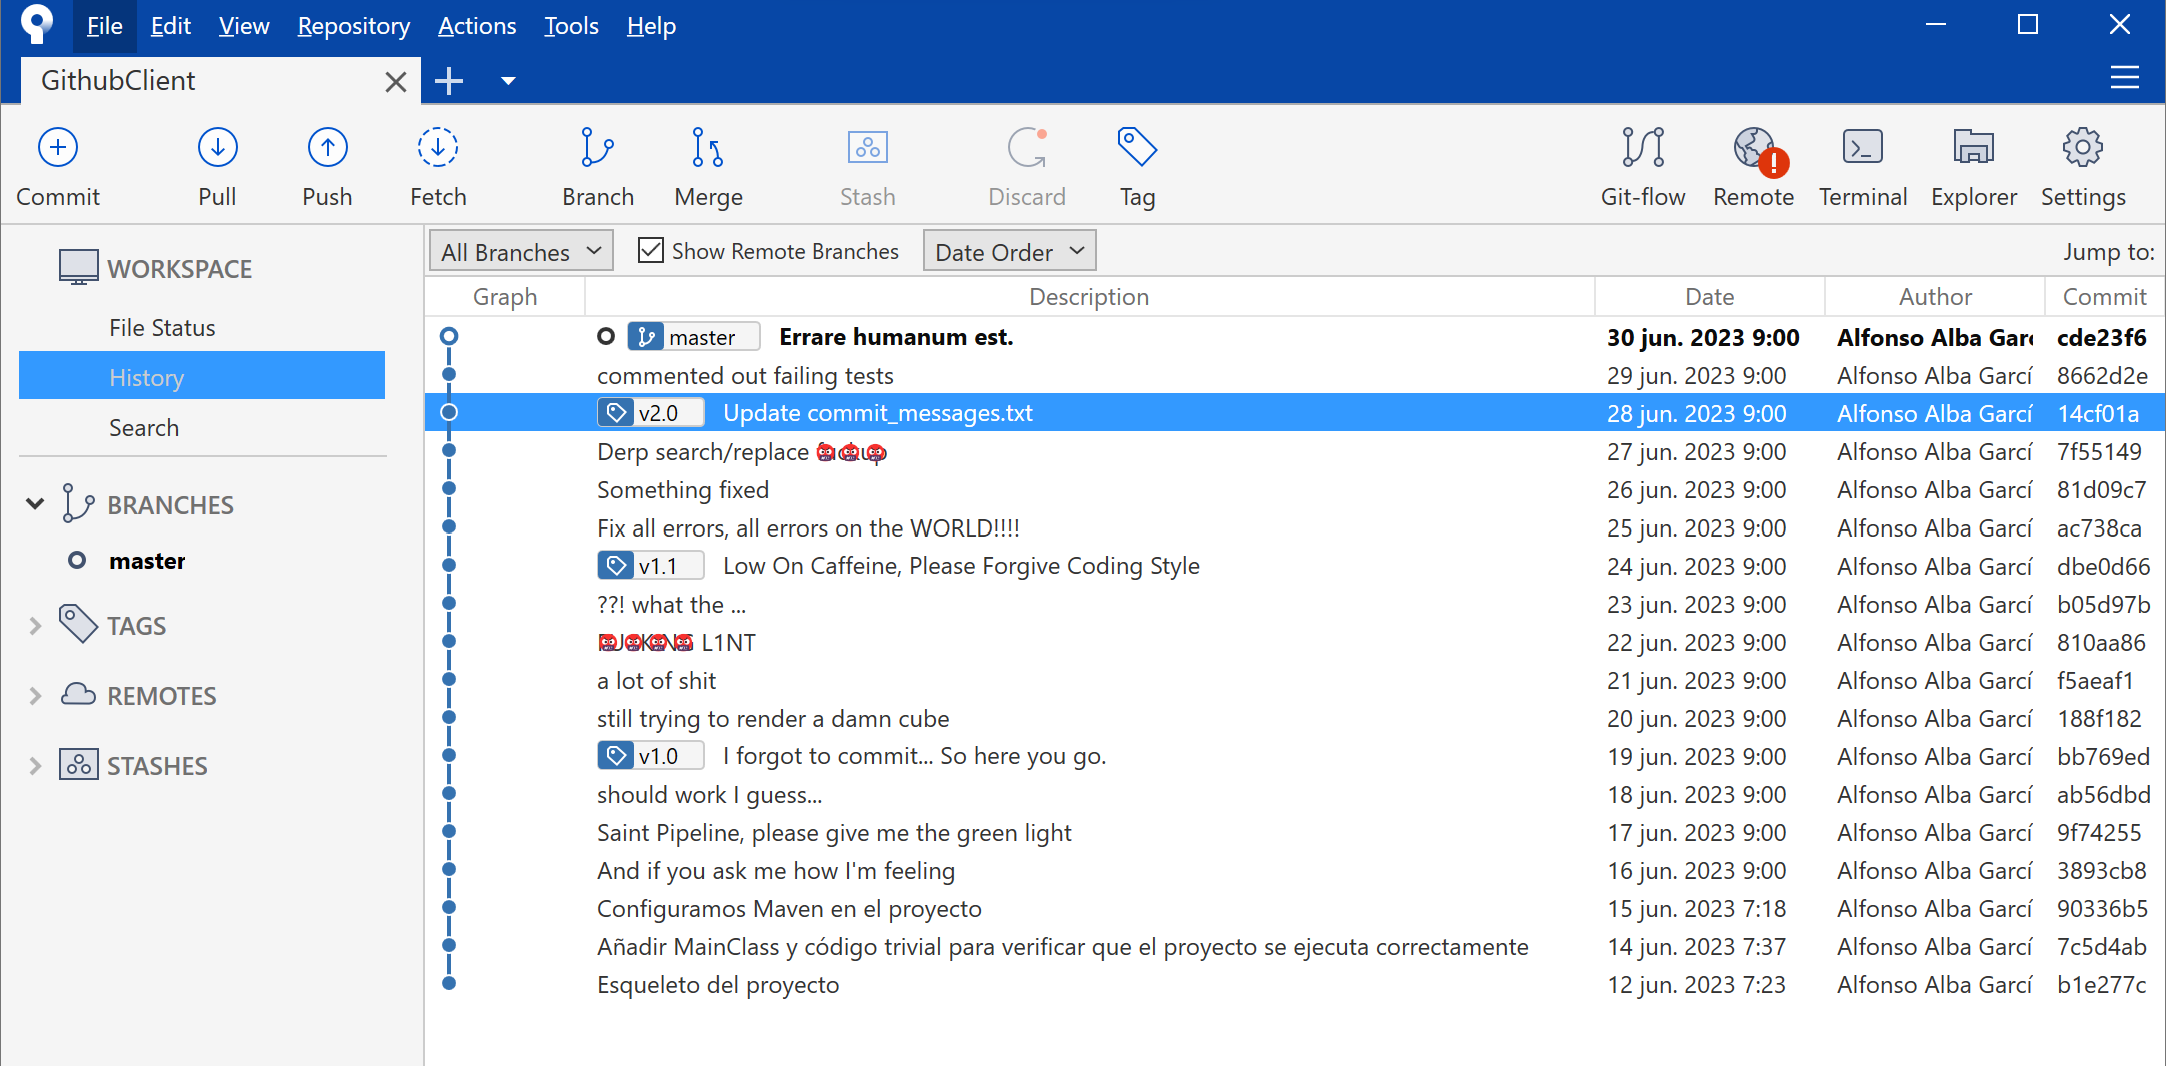 File Edit View Repository Actions Tools Help
GithubClient
Commit Pull Push Fetch Branch Merge Stash Discard Tag Git-flow Remote Terminal Explorer Settings
WORKSPACE
File Status
History
Search
BRANCHES
master
TAGS
REMOTES
STASHES
All Branches Show Remote Branches Date Order Jump to:
Graph Description Date Author Commit
master Errare humanum est. 30 jun. 2023 9:00 Alfonso Alba Garc cde23f6
commented out failing tests 29 jun. 2023 9:00 Alfonso Alba Garcí 8662d2e
v2.0 Update commit_messages.txt 28 jun. 2023 9:00 Alfonso Alba Garcí 14cf01a
Derp search/replace 27 jun. 2023 9:00 Alfonso Alba Garcí 7f55149
Something fixed 26 jun. 2023 9:00 Alfonso Alba Garcí 81d09c7
Fix all errors, all errors on the WORLD!!!! 25 jun. 2023 9:00 Alfonso Alba Garcí ac738ca
v1.1 Low On Caffeine, Please Forgive Coding Style 24 jun. 2023 9:00 Alfonso Alba Garcí dbe0d66
??! what the ... 23 jun. 2023 9:00 Alfonso Alba Garcí b05d97b
L1NT 22 jun. 2023 9:00 Alfonso Alba Garcí 810aa86
a lot of shit 21 jun. 2023 9:00 Alfonso Alba Garcí f5aeaf1
still trying to render a damn cube 20 jun. 2023 9:00 Alfonso Alba Garcí 188f182
v1.0 I forgot to commit... So here you go. 19 jun. 2023 9:00 Alfonso Alba Garcí bb769ed
should work I guess... 18 jun. 2023 9:00 Alfonso Alba Garcí ab56dbd
Saint Pipeline, please give me the green light 17 jun. 2023 9:00 Alfonso Alba Garcí 9f74255
And if you ask me how I'm feeling 16 jun. 2023 9:00 Alfonso Alba Garcí 3893cb8
Configuramos Maven en el proyecto 15 jun. 2023 7:18 Alfonso Alba Garcí 90336b5
Añadir MainClass y código trivial para verificar que el proyecto se ejecuta correctamente 14 jun. 2023 7:37 Alfonso Alba Garcí 7c5d4ab
Esqueleto del proyecto 12 jun. 2023 7:23 Alfonso Alba Garcí b1e277c